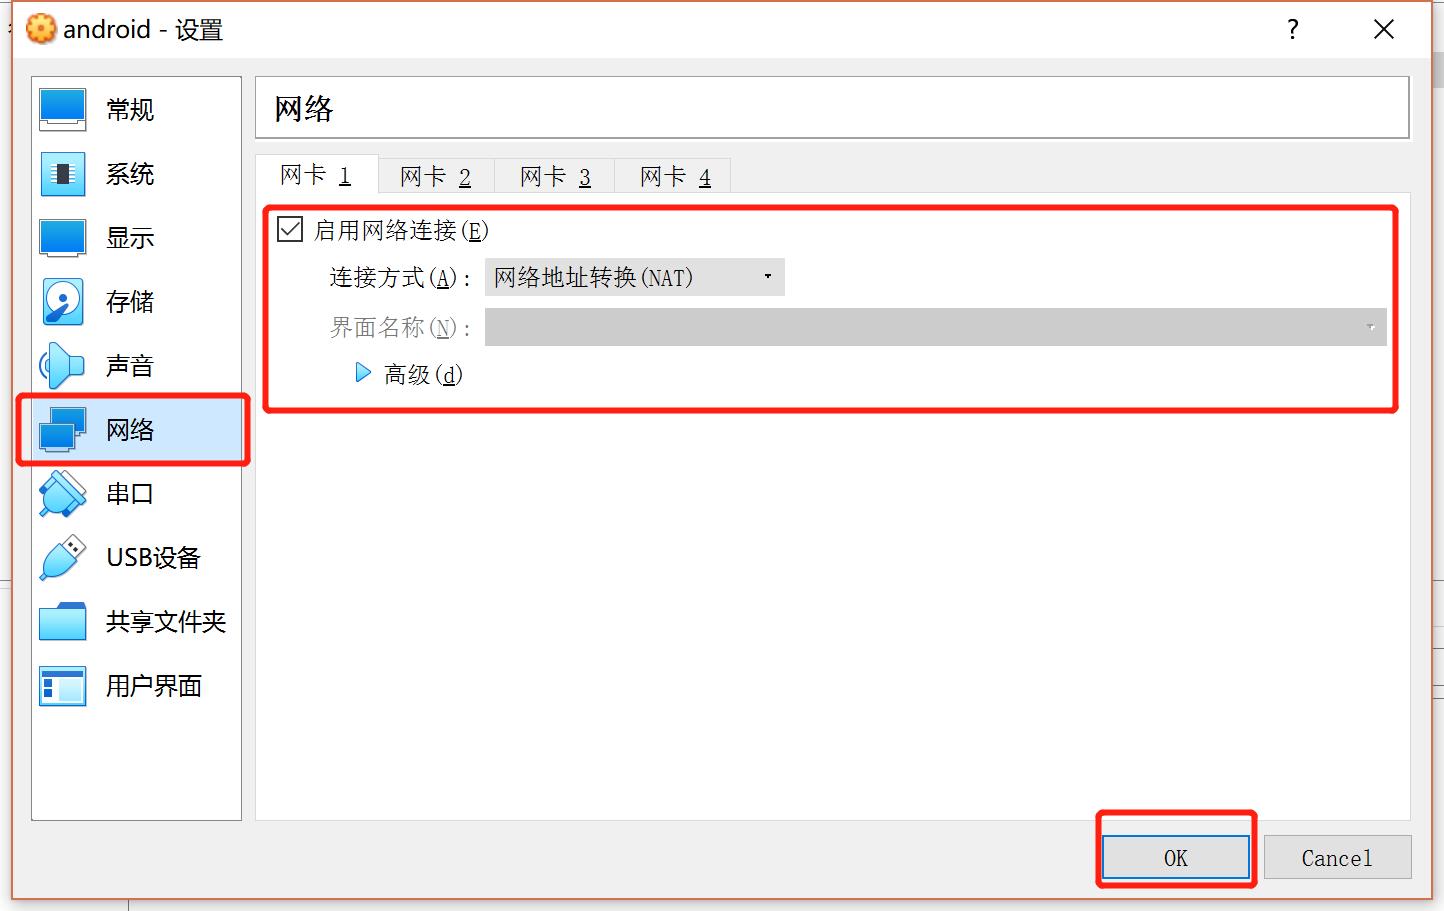 android - 设置
?
常规
系统
显示
存储
声音
网络
串口
USB设备
共享文件夹
用户界面
网络
网卡 1 网卡 2 网卡 3 网卡 4
启用网络连接(E)
连接方式(A): 网络地址转换(NAT)
界面名称(N):
高级(d)
OK Cancel